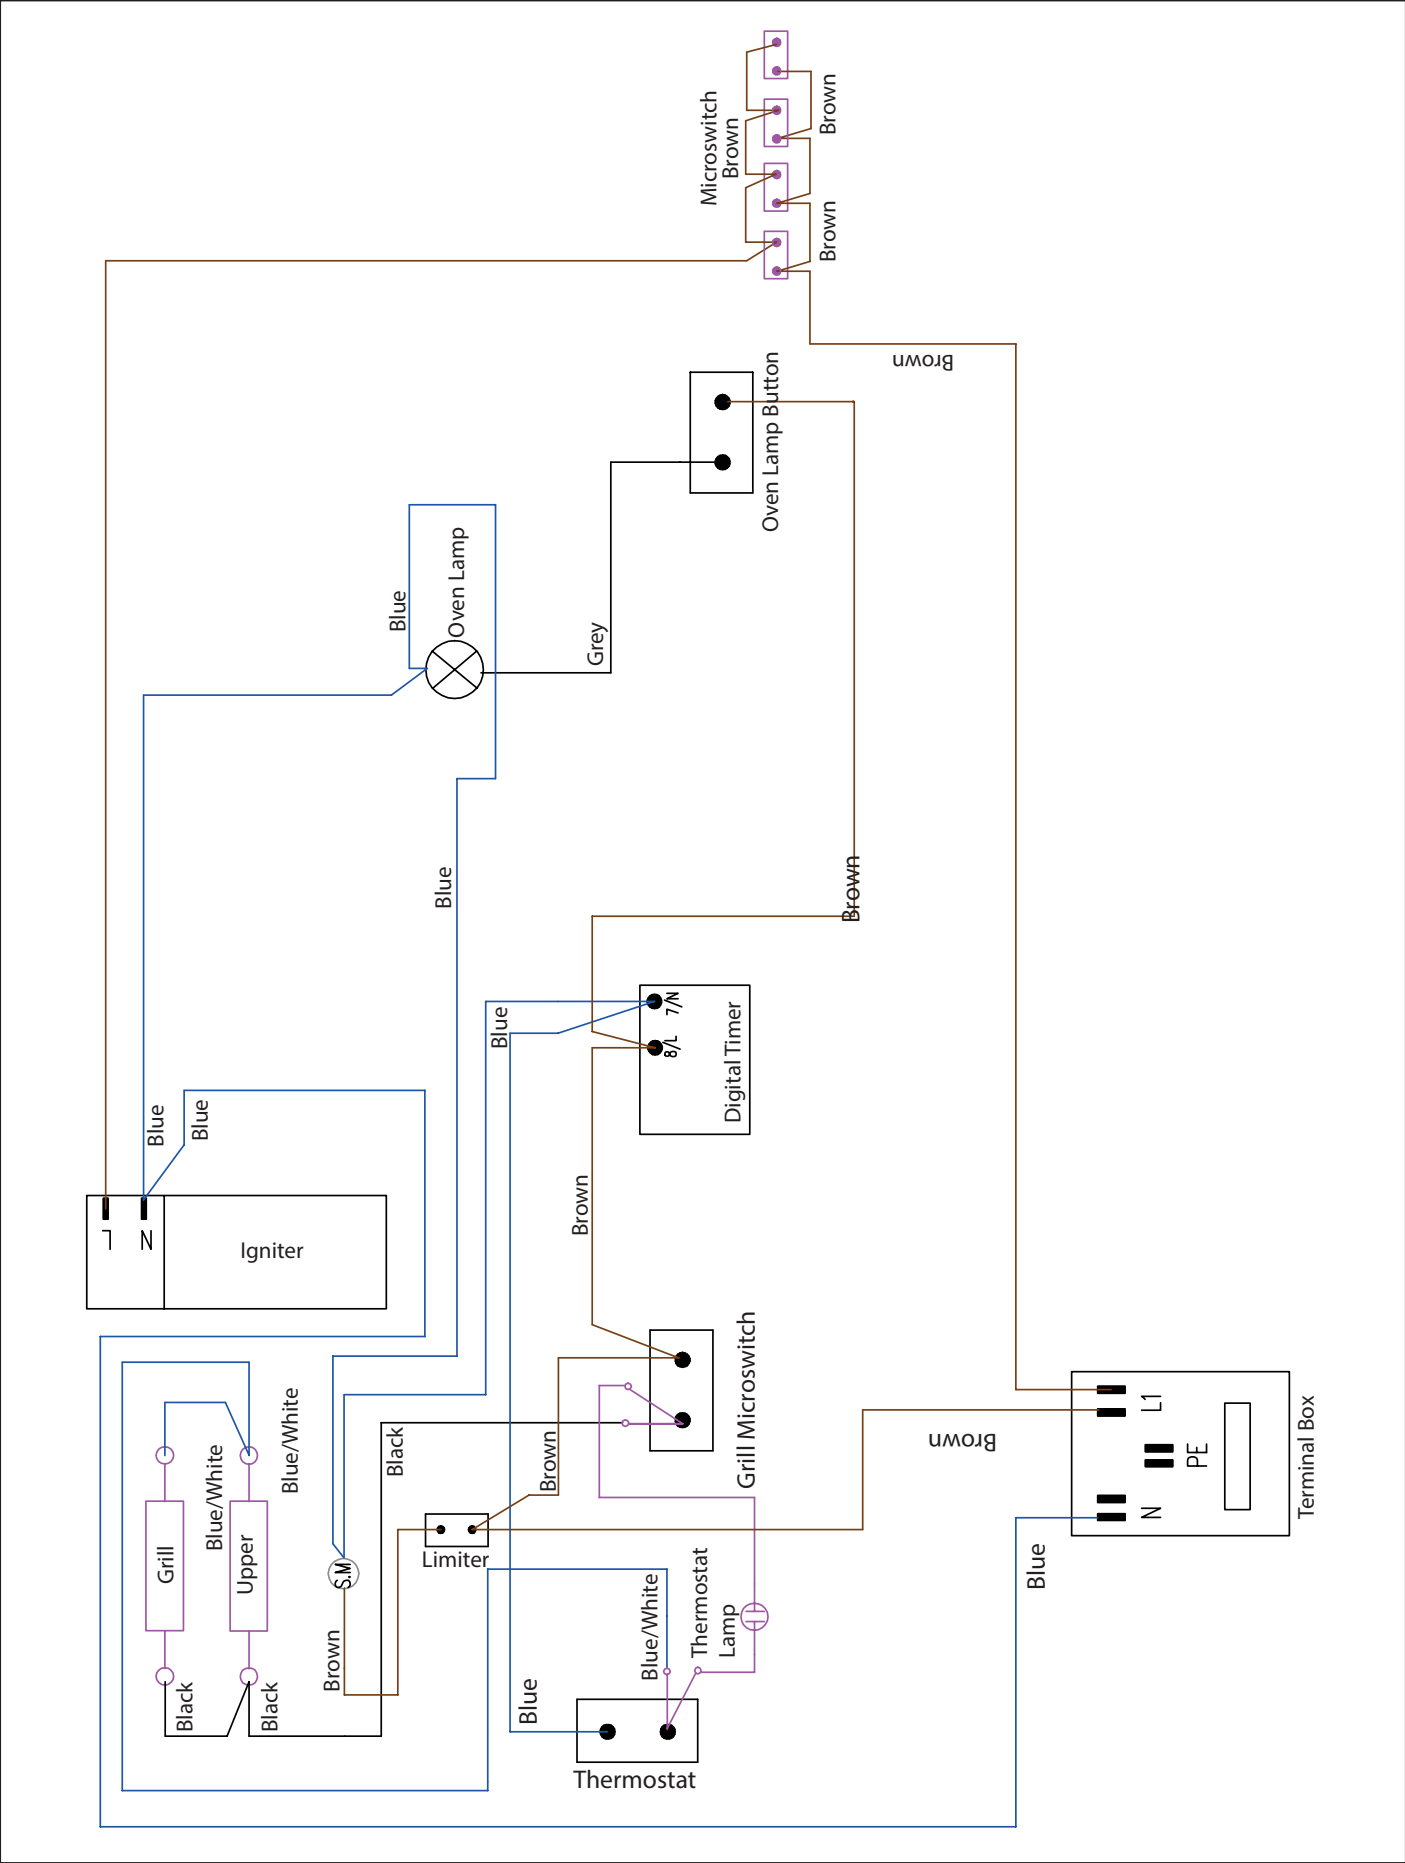 Microswitch
Brown
Brown
Brown
Brown
Oven Lamp Button
Oven Lamp
Blue
Grey
Blue
Brown
Blue
7/N
8/L
Digital Timer
Blue
Blue
L
N
Igniter
Brown
Grill Microswitch
Black
Brown
Blue/White
Blue/White
Grill
Upper
Limiter
S.M
Brown
Black
Black
Blue/White
Thermostat
Lamp
Blue
Thermostat
Brown
L1
PE
N
Terminal Box
Blue